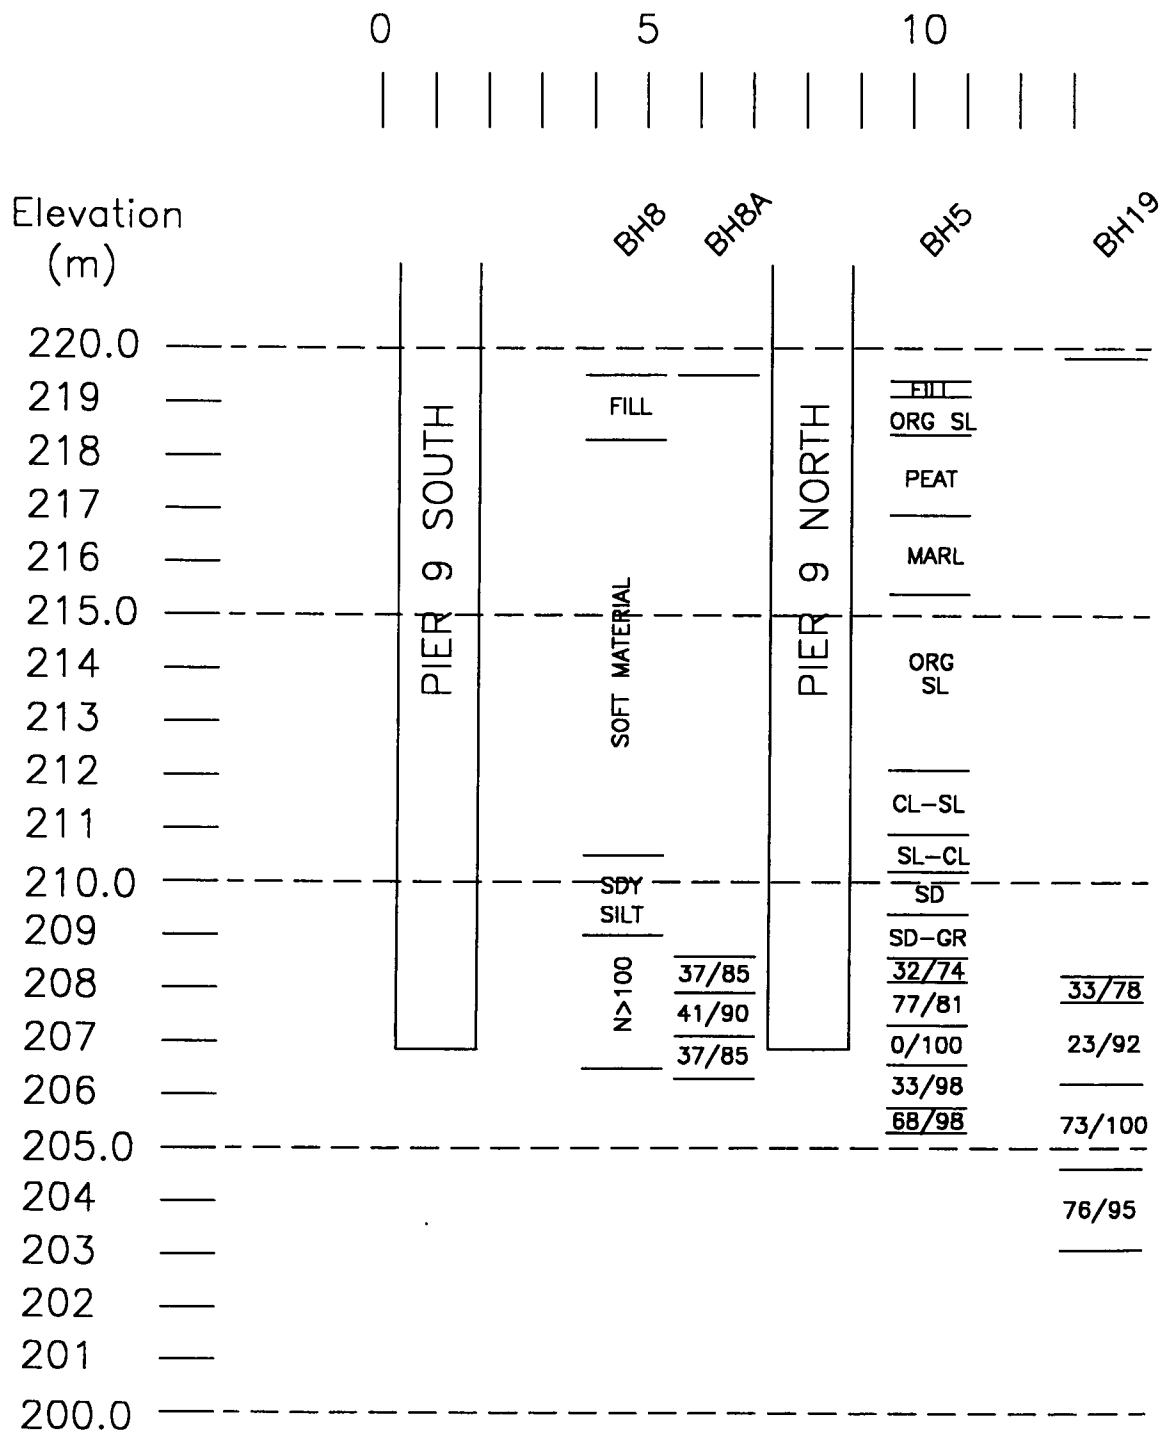 0 5 10
Elevation
(m)
BH8
BH8A
BH5
BH19
220.0
219
218
217
216
215.0
214
213
212
211
210.0
209
208
207
206
205.0
204
203
202
201
200.0
PIER 9 SOUTH
FILL
SOFT MATERIAL
SDY
SILT
N>100
37/85
41/90
37/85
PIER 9 NORTH
FILL
ORG SL
PEAT
MARL
ORG
SL
CL-SL
SL-CL
SD
SD-GR
32/74
77/81
0/100
33/98
68/98
33/78
23/92
73/100
76/95